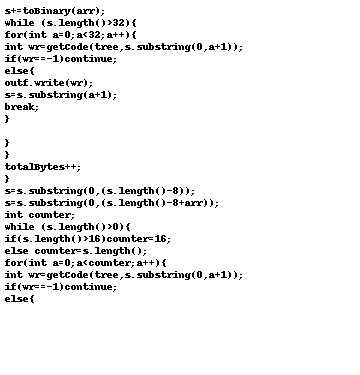 s+=toBinary(arr);
while (s.length()>32){
for(int a=0;a<32;a++){
int wr=getCode(tree,s.substring(0,a+1));
if(wr==-1)continue;
else{
outf.write(wr);
s=s.substring(a+1);
break;
}
}
}
totalBytes++;
}
s=s.substring(0,(s.length()-8));
s=s.substring(0,(s.length()-8+arr));
int counter;
while (s.length()>0){
if(s.length()>16)counter=16;
else counter=s.length();
for(int a=0;a<counter;a++){
int wr=getCode(tree,s.substring(0,a+1));
if(wr==-1)continue;
else{